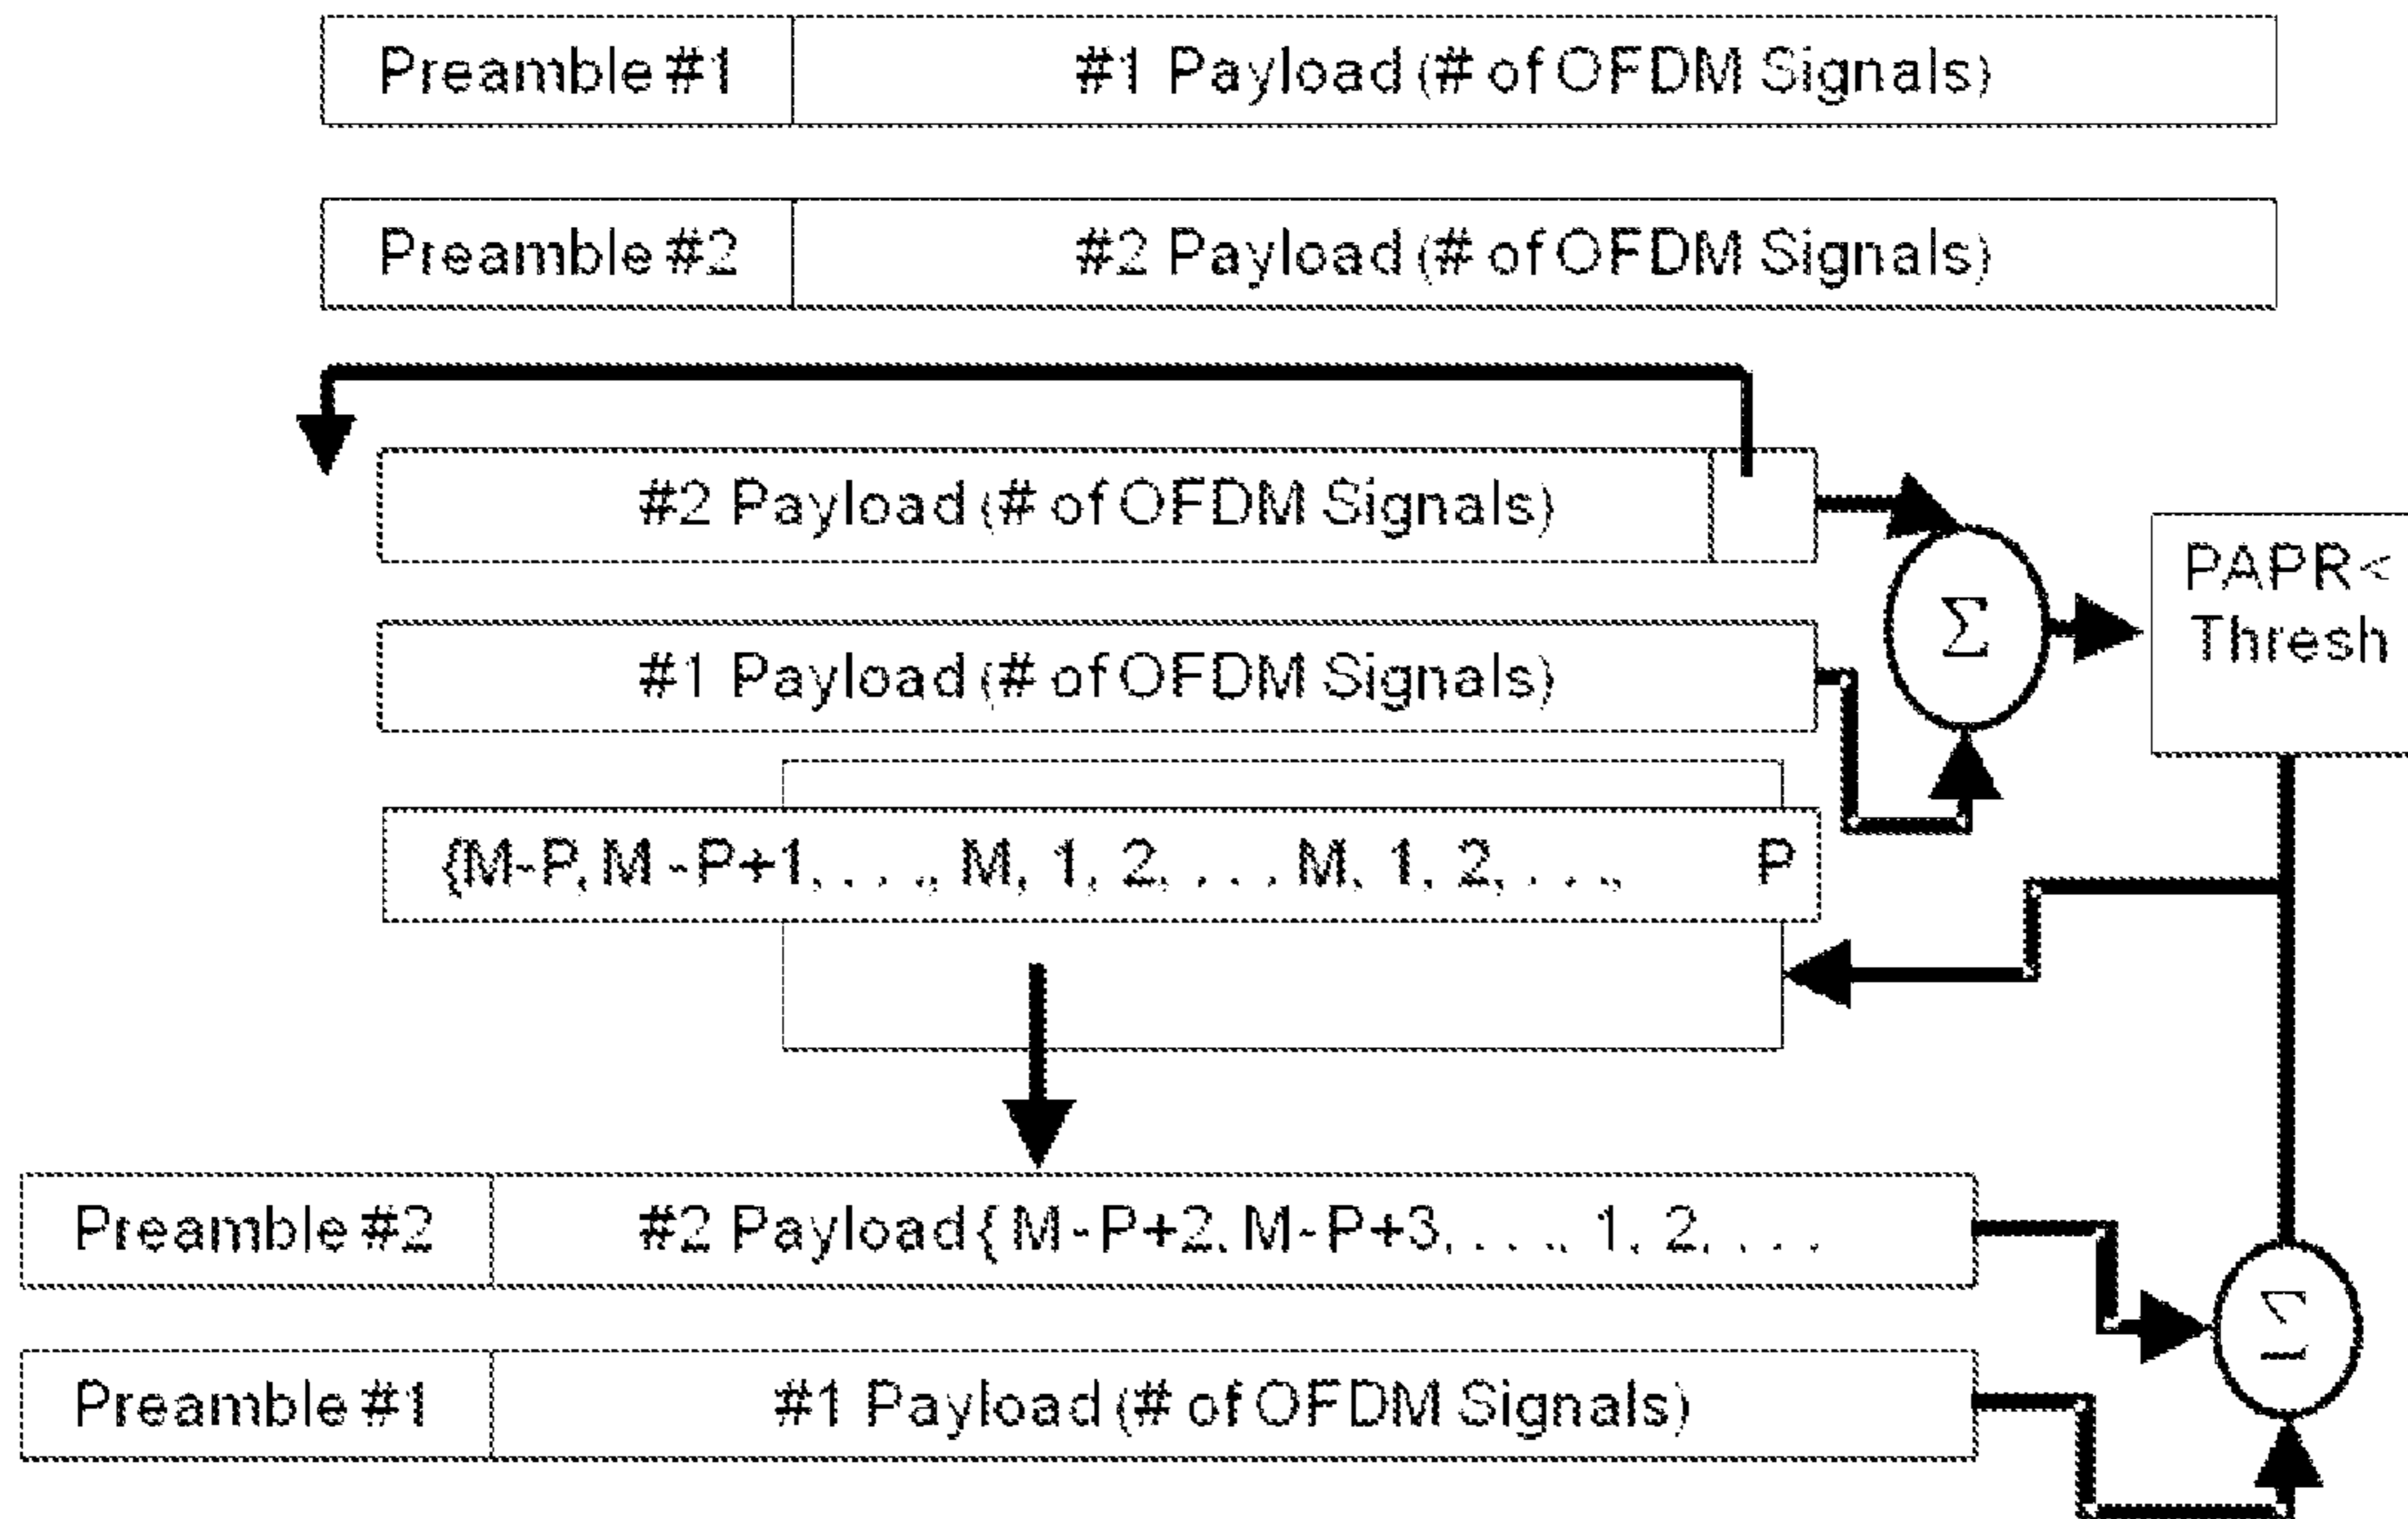 Preamble #1 #1 Payload (# of OFDM Signals)
Preamble #2 #2 Payload (# of OFDM Signals)
#2 Payload (# of OFDM Signals)
Σ
PAPR<
Thresh
#1 Payload (# of OFDM Signals)
{M-P, M-P+1, . . ., M, 1, 2, . . . M, 1, 2, . . ., P
Preamble #2 #2 Payload { M-P+2, M-P+3, . . ., 1, 2, . . .
Σ
Preamble #1 #1 Payload (# of OFDM Signals)